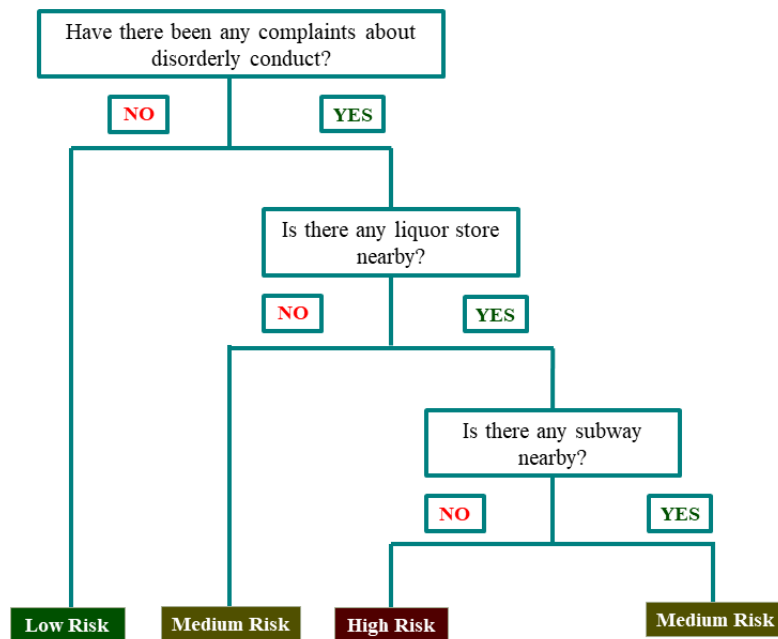 Have there been any complaints about
disorderly conduct?
NO
YES
Is there any liquor store
nearby?
NO
YES
Is there any subway
nearby?
NO
YES
Low Risk
Medium Risk
High Risk
Medium Risk